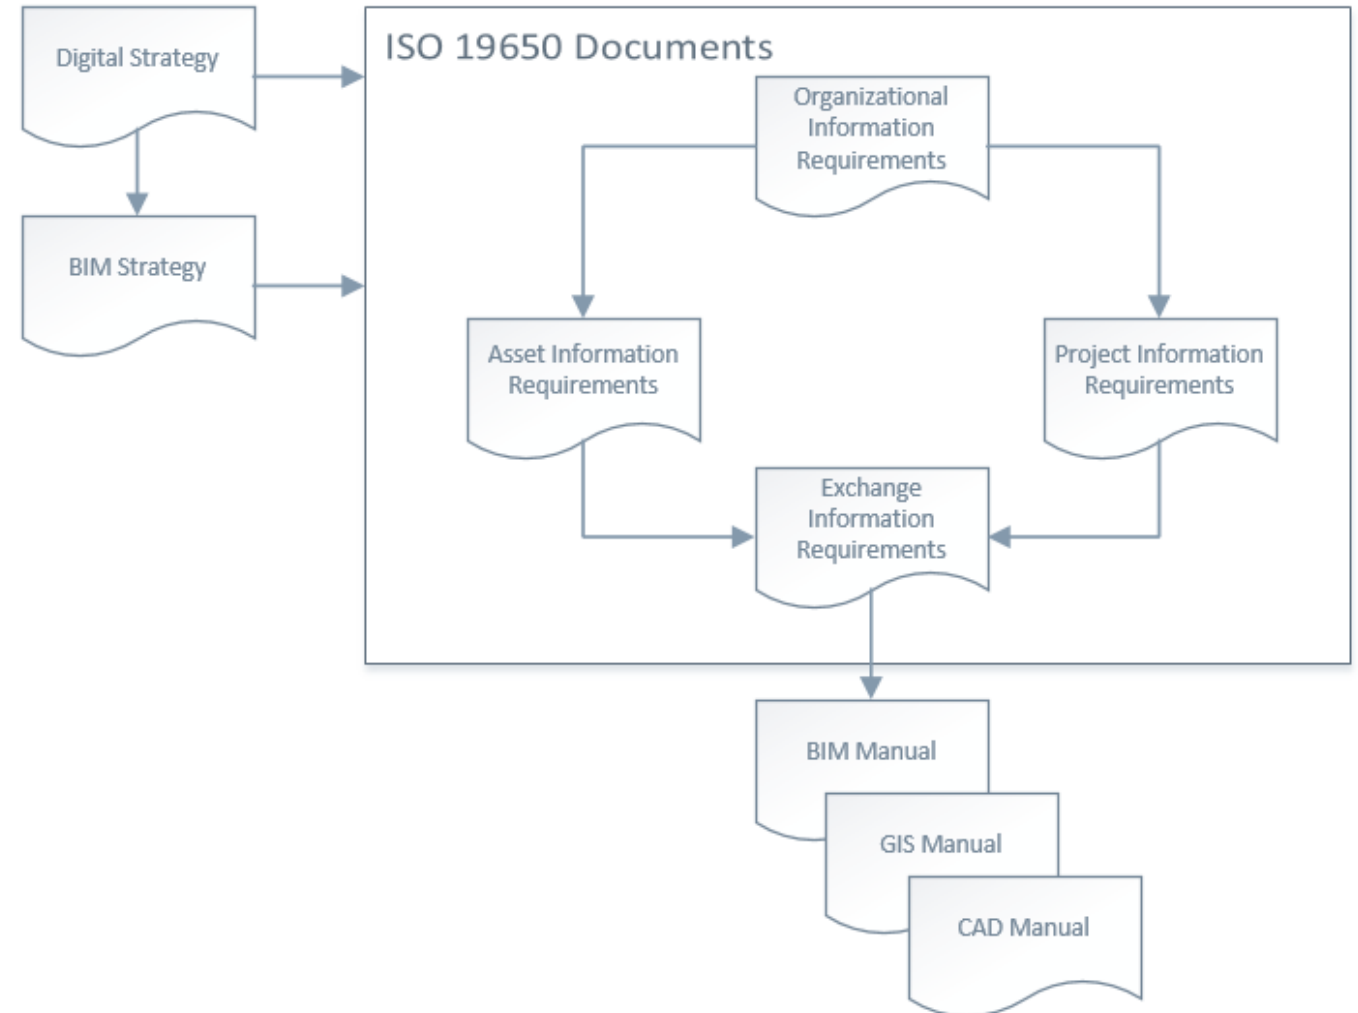 Digital Strategy
ISO 19650 Documents
Organizational
Information
Requirements
BIM Strategy
Asset Information
Requirements
Project Information
Requirements
Exchange
Information
Requirements
BIM Manual
GIS Manual
CAD Manual